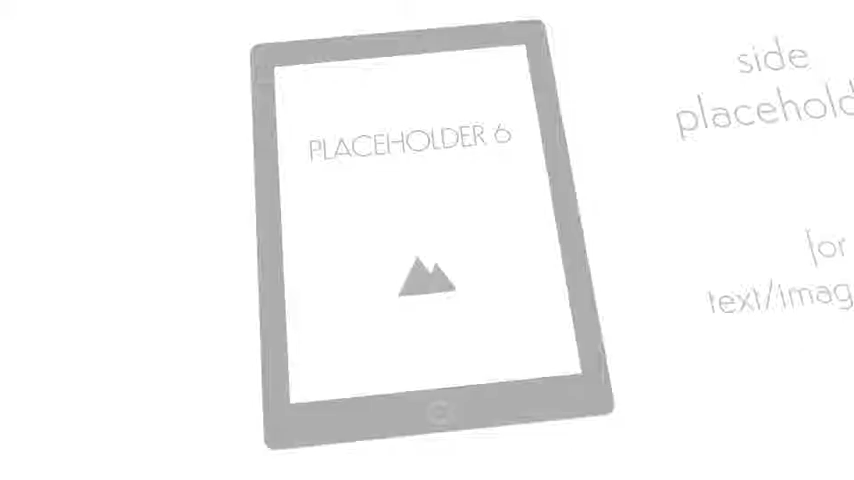 PLACEHOLDER 6
side
placehold
for
text/imag